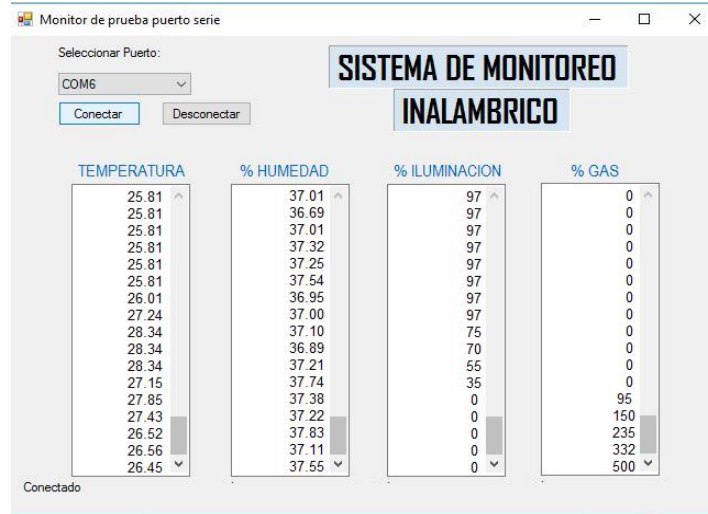 Monitor de prueba puerto serie
Seleccionar Puerto:
COM6
Conectar Desconectar
SISTEMA DE MONITOREO
INALAMBRICO
TEMPERATURA % HUMEDAD % ILUMINACION % GAS
25.81 37.01 97 0
25.81 36.69 97 0
25.81 37.01 97 0
25.81 37.32 97 0
25.81 37.25 97 0
25.81 37.54 97 0
26.01 36.95 97 0
27.24 37.00 97 0
28.34 37.10 75 0
28.34 36.89 70 0
28.34 37.21 55 0
27.15 37.74 35 0
27.85 37.38 0 95
27.43 37.22 0 150
26.52 37.83 0 235
26.56 37.11 0 332
26.45 37.55 0 500
Conectado